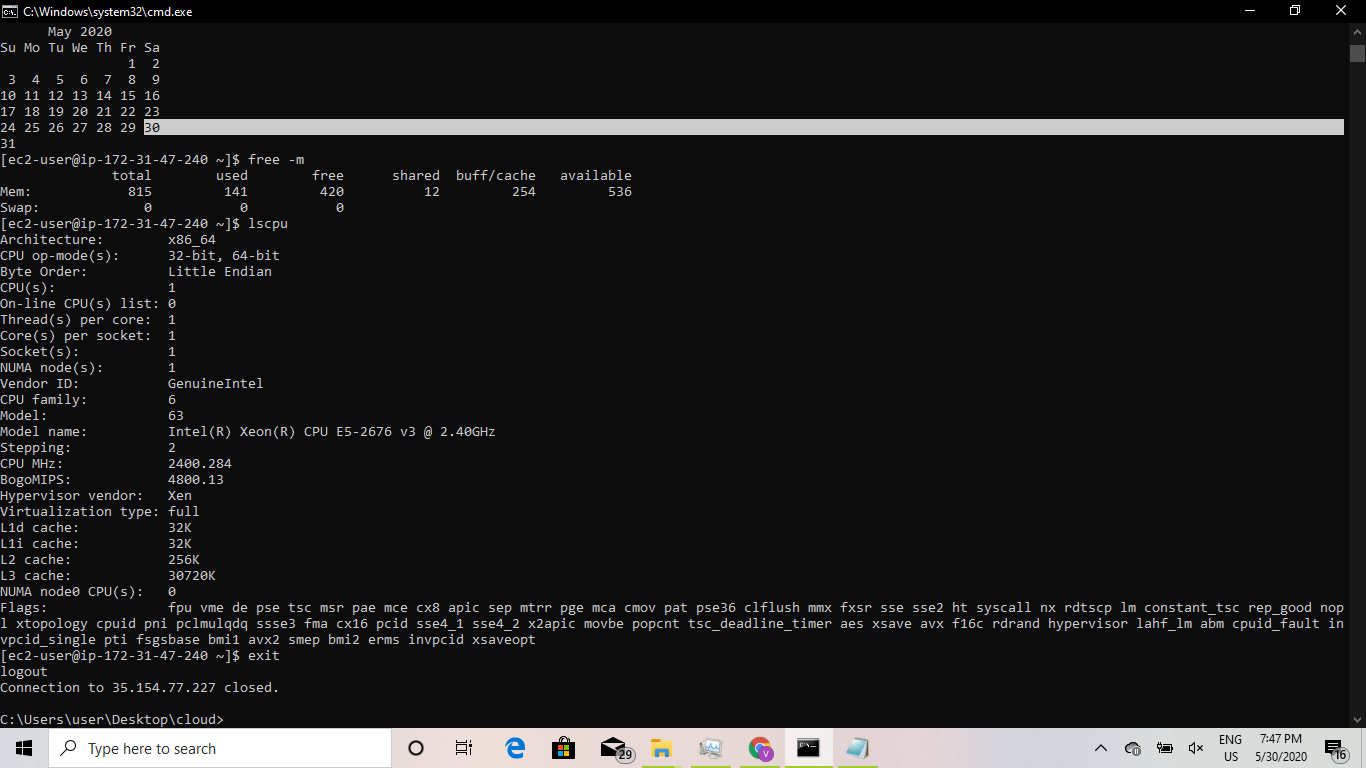 C:\Windows\system32\cmd.exe
May 2020
Su Mo Tu We Th Fr Sa
1 2
3 4 5 6 7 8 9
10 11 12 13 14 15 16
17 18 19 20 21 22 23
24 25 26 27 28 29 30
31
[ec2-user@ip-172-31-47-240 ~]$ free -m
total used free shared buff/cache available
Mem: 815 141 420 12 254 536
Swap: 0 0 0
[ec2-user@ip-172-31-47-240 ~]$ lscpu
Architecture: x86_64
CPU op-mode(s): 32-bit, 64-bit
Byte Order: Little Endian
CPU(s): 1
On-line CPU(s) list: 0
Thread(s) per core: 1
Core(s) per socket: 1
Socket(s): 1
NUMA node(s): 1
Vendor ID: GenuineIntel
CPU family: 6
Model: 63
Model name: Intel(R) Xeon(R) CPU E5-2676 v3 @ 2.40GHz
Stepping: 2
CPU MHz: 2400.284
BogoMIPS: 4800.13
Hypervisor vendor: Xen
Virtualization type: full
L1d cache: 32K
L1i cache: 32K
L2 cache: 256K
L3 cache: 30720K
NUMA node0 CPU(s): 0
Flags: fpu vme de pse tsc msr pae mce cx8 apic sep mtrr pge mca cmov pat pse36 clflush mmx fxsr sse sse2 ht syscall nx rdtscp lm constant_tsc rep_good nop
l xtopology cpuid pni pclmulqdq ssse3 fma cx16 pcid sse4_1 sse4_2 x2apic movbe popcnt tsc_deadline_timer aes xsave avx f16c rdrand hypervisor lahf_lm abm cpuid_fault in
vpcid_single pti fsgsbase bmi1 avx2 smep bmi2 erms invpcid xsaveopt
[ec2-user@ip-172-31-47-240 ~]$ exit
logout
Connection to 35.154.77.227 closed.
C:\Users\user\Desktop\cloud>
Type here to search
29
v
ENG
US
7:47 PM
5/30/2020
16